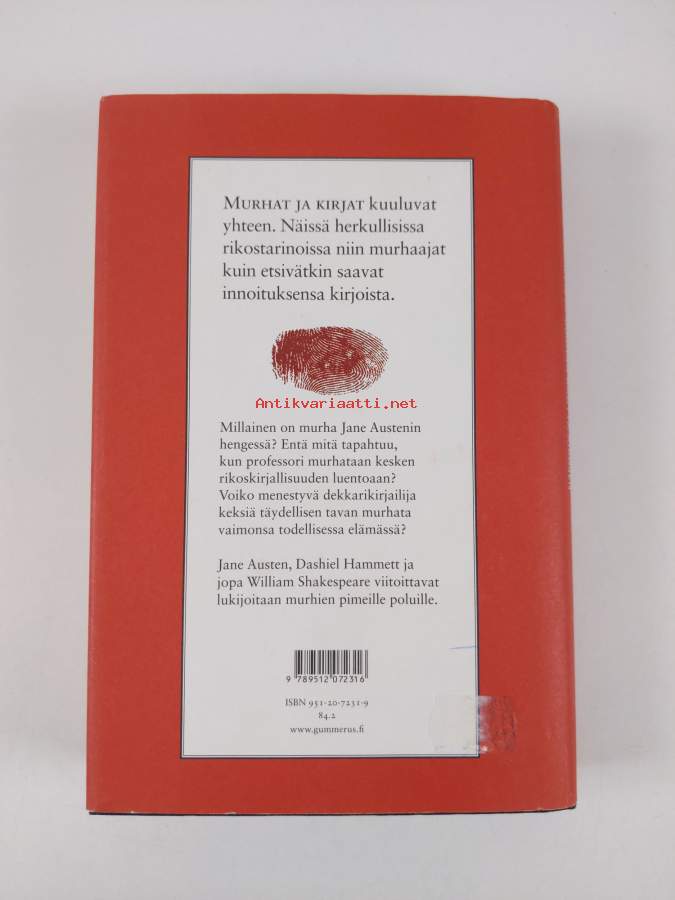 MURHAT JA KIRJAT kuuluvat
yhteen. Näissä herkullisissa
rikostarinoissa niin murhaajat
kuin etsivätkin saavat
innoituksensa kirjoista.
Antikvariaatti.net
Millainen on murha Jane Austenin
hengessä? Entä mitä tapahtuu,
kun professori murhataan kesken
rikoskirjallisuuden luentoaan?
Voiko menestyvä dekkarikirjailija
keksiä täydellisen tavan murhata
vaimonsa todellisessa elämässä?
Jane Austen, Dashiel Hammett ja
jopa William Shakespeare viitoittavat
lukijoitaan murhien pimeille poluille.
9 789512 072316
ISBN 951-20-7231-9
84.2
www.gummerus.fi